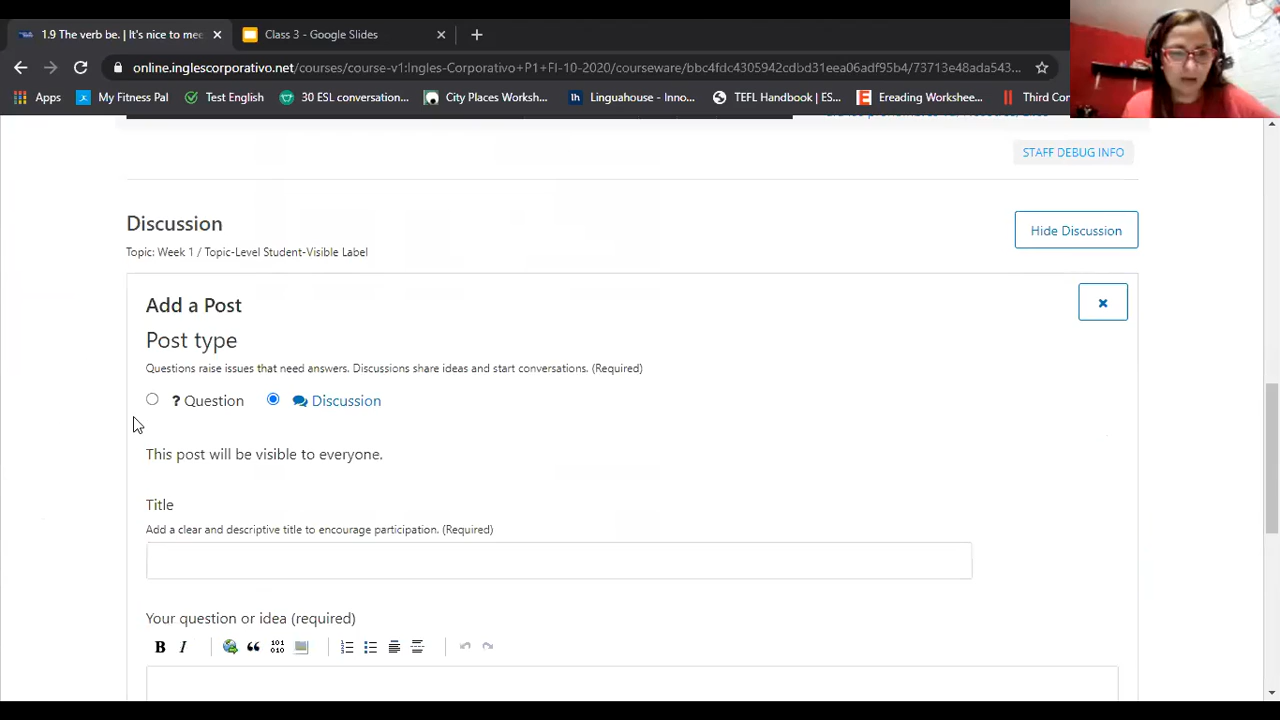 1.9 The verb be. | It's nice to mee
Class 3 - Google Slides
online.inglescorporativo.net/courses/course-v1:Ingles-Corporativo+P1+FI-10-2020/courseware/bbc4fdc4305942cdbd31eea06adf95b4/73713e48ada543...
Apps
My Fitness Pal
Test English
30 ESL conversation...
City Places Worksh...
Linguahouse - Inno...
TEFL Handbook | ES...
Ereading Workshee...
Third Con
STAFF DEBUG INFO
Discussion
Hide Discussion
Topic: Week 1 / Topic-Level Student-Visible Label
Add a Post
Post type
Questions raise issues that need answers. Discussions share ideas and start conversations. (Required)
? Question
Discussion
This post will be visible to everyone.
Title
Add a clear and descriptive title to encourage participation. (Required)
Your question or idea (required)
B I